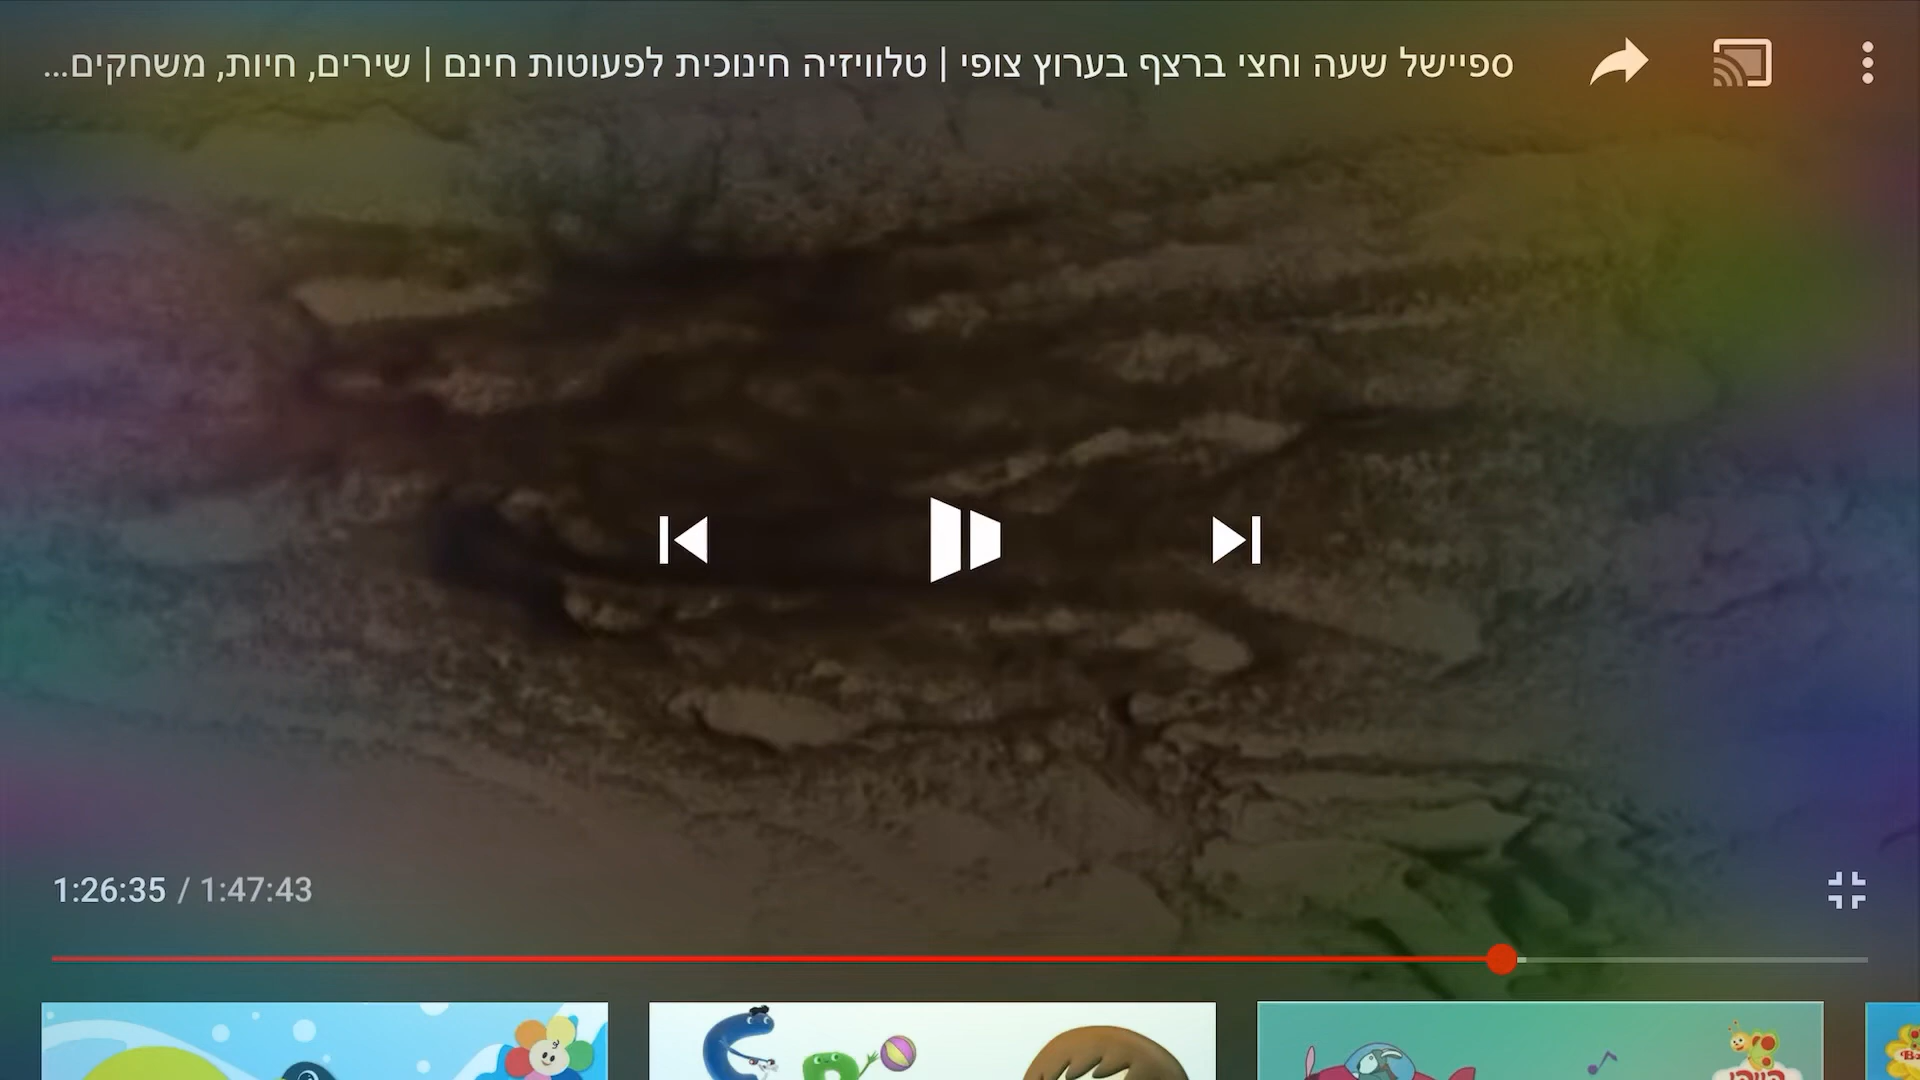 ספיישל שעה וחצי ברצף בערוץ צופי | טלוויזיה חינוכית לפעוטות חינם | שירים, חיות, משחקים...
1:26:35 / 1:47:43